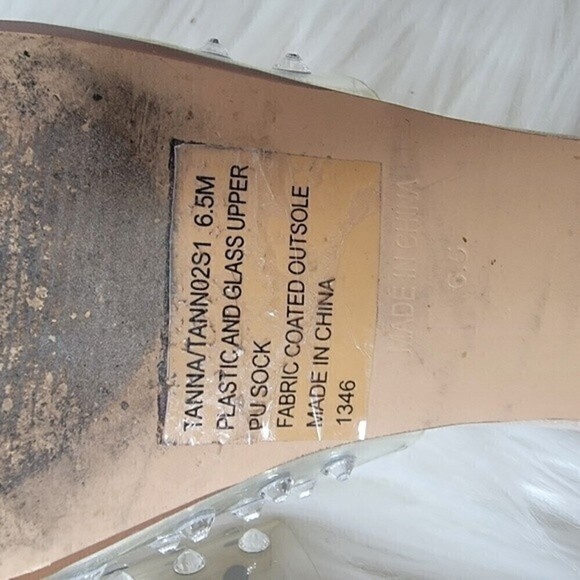 TANNA/TANN02S1 6.5M
PLASTIC AND GLASS UPPER
PU SOCK
FABRIC COATED OUTSOLE
MADE IN CHINA
1346
MADE IN CHINA
6.5